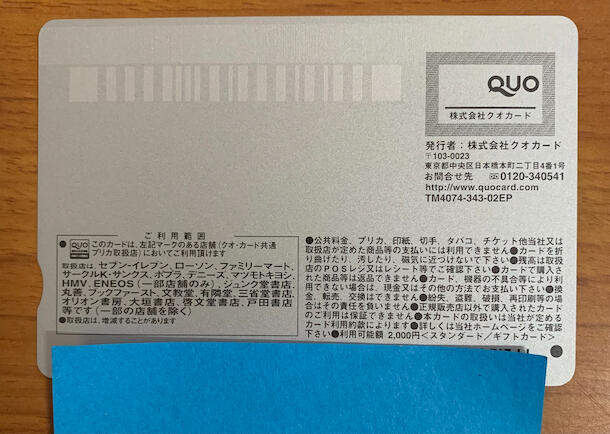 QUO
株式会社クオカード
発行者：株式会社クオカード
〒103-0023
東京都中央区日本橋本町二丁目4番1号
お問合せ先 0120-340541
http://www.quocard.com
TM4074-343-02EP
ご利用範囲
QUO
このカードは、左記マークのある店舗（クオ・カード共通
プリカ取扱店）においてご利用頂けます
取扱店は、セブン-イレブン、ローソン、ファミリーマート、
サークルK・サンクス、ポプラ、デニーズ、マツモトキヨシ、
HMV、ENEOS（一部店舗のみ）、ジュンク堂書店、
丸善、ブックファースト、文教堂、有隣堂、三省堂書店、
オリオン書房、大垣書店、啓文堂書店、戸田書店
等です（一部の店舗を除く）
●取扱店は、増減することがあります
●公共料金、プリカ、印紙、切手、タバコ、チケット他当社又は
取扱店が定めた商品等の支払いには利用できません●カードを折
り曲げたり、汚したり、磁気に近づけないで下さい●残高は取扱店
のPOSレジ又はレシート等でご確認下さい●カードで購入さ
れた商品等は返品できません●カード、機器の不具合等により利
用できない場合は、現金又はその他の方法でお支払い下さい●換
金、転売、交換はできません●紛失、盗難、破損、再印刷等の場
合はその責任を負いません●正規販売店以外で購入されたカード
のご利用は保証できません●本カードの取扱いは当社が定める
カード利用約款によります●詳しくは当社ホームページをご確認
下さい●利用可能額 2,000円＜スタンダード／ギフトカード＞